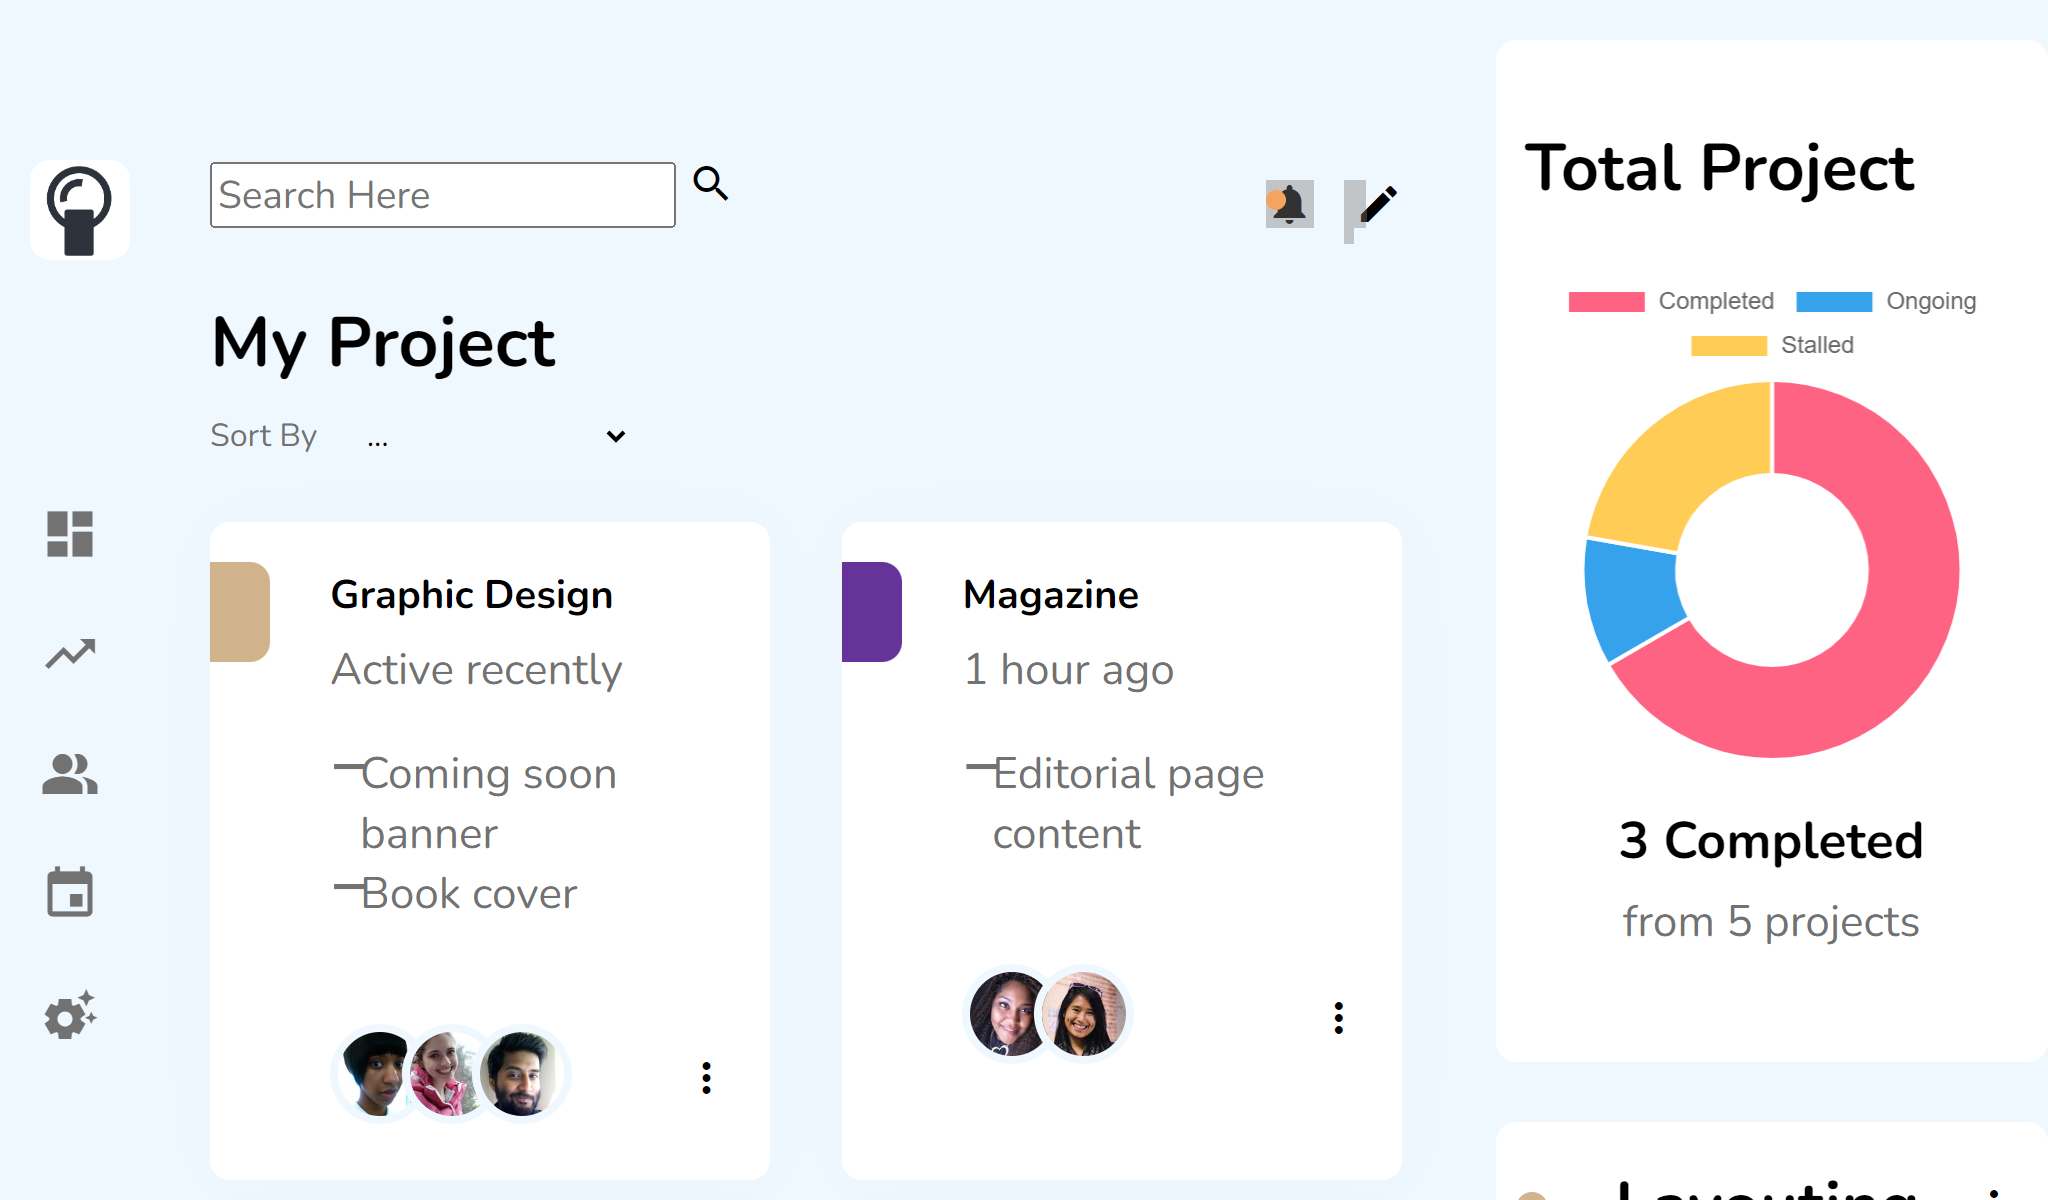 Search Here
My Project
Sort By ...
Graphic Design
Active recently
Coming soon
banner
Book cover
Magazine
1 hour ago
Editorial page
content
Total Project
Completed Ongoing
Stalled
3 Completed
from 5 projects
Layouting